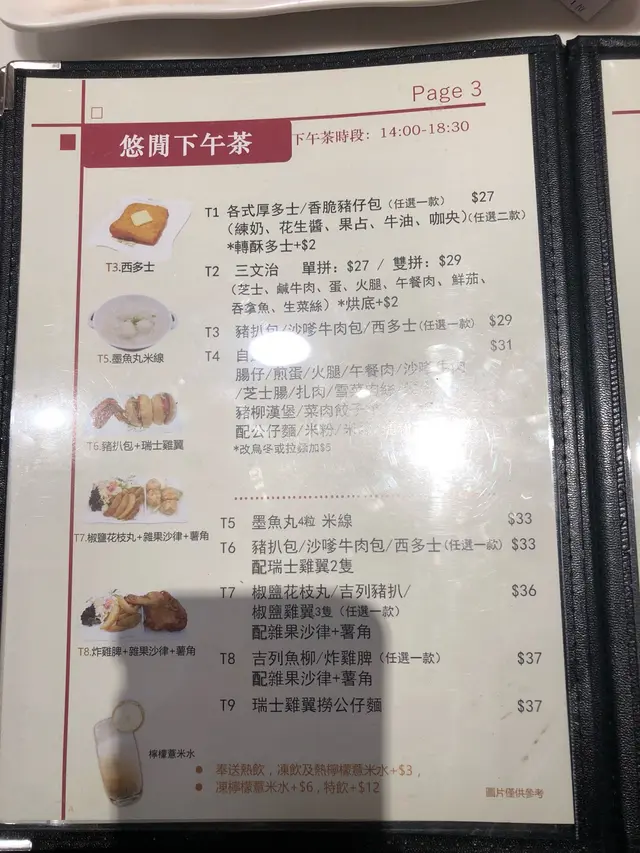 Page 3
悠閒下午茶
下午茶時段：14:00-18:30
T1 各式厚多士/香脆豬仔包 (任選一款) $27
(練奶、花生醬、果占、牛油、咖央)(任選二款)
*轉酥多士+$2
T3.西多士
T2 三文治 單拼：$27 / 雙拼：$29
(芝士、鹹牛肉、蛋、火腿、午餐肉、鮮茄、
吞拿魚、生菜絲) *烘底+$2
T3 豬扒包/沙嗲牛肉包/西多士(任選一款) $29
T4 自 $31
T5.墨魚丸米線
腸仔/煎蛋/火腿/午餐肉/沙嗲牛肉
/芝士腸/扎肉/雪菜肉絲
豬柳漢堡/菜肉餃子
配公仔麵/米粉/米
*改烏冬或拉麵加$5
T6.豬扒包+瑞士雞翼
T5 墨魚丸4粒 米線 $33
T7.椒鹽花枝丸+雜果沙律+薯角
T6 豬扒包/沙嗲牛肉包/西多士(任選一款) $33
配瑞士雞翼2隻
T7 椒鹽花枝丸/吉列豬扒/ $36
椒鹽雞翼3隻 (任選一款)
配雜果沙律+薯角
T8.炸雞脾+雜果沙律+薯角
T8 吉列魚柳/炸雞脾 (任選一款) $37
配雜果沙律+薯角
T9 瑞士雞翼撈公仔麵 $37
檸檬薏米水
● 奉送熱飲，凍飲及熱檸檬薏米水+$3，
● 凍檸檬薏米水+$6，特飲+$12
圖片僅供參考